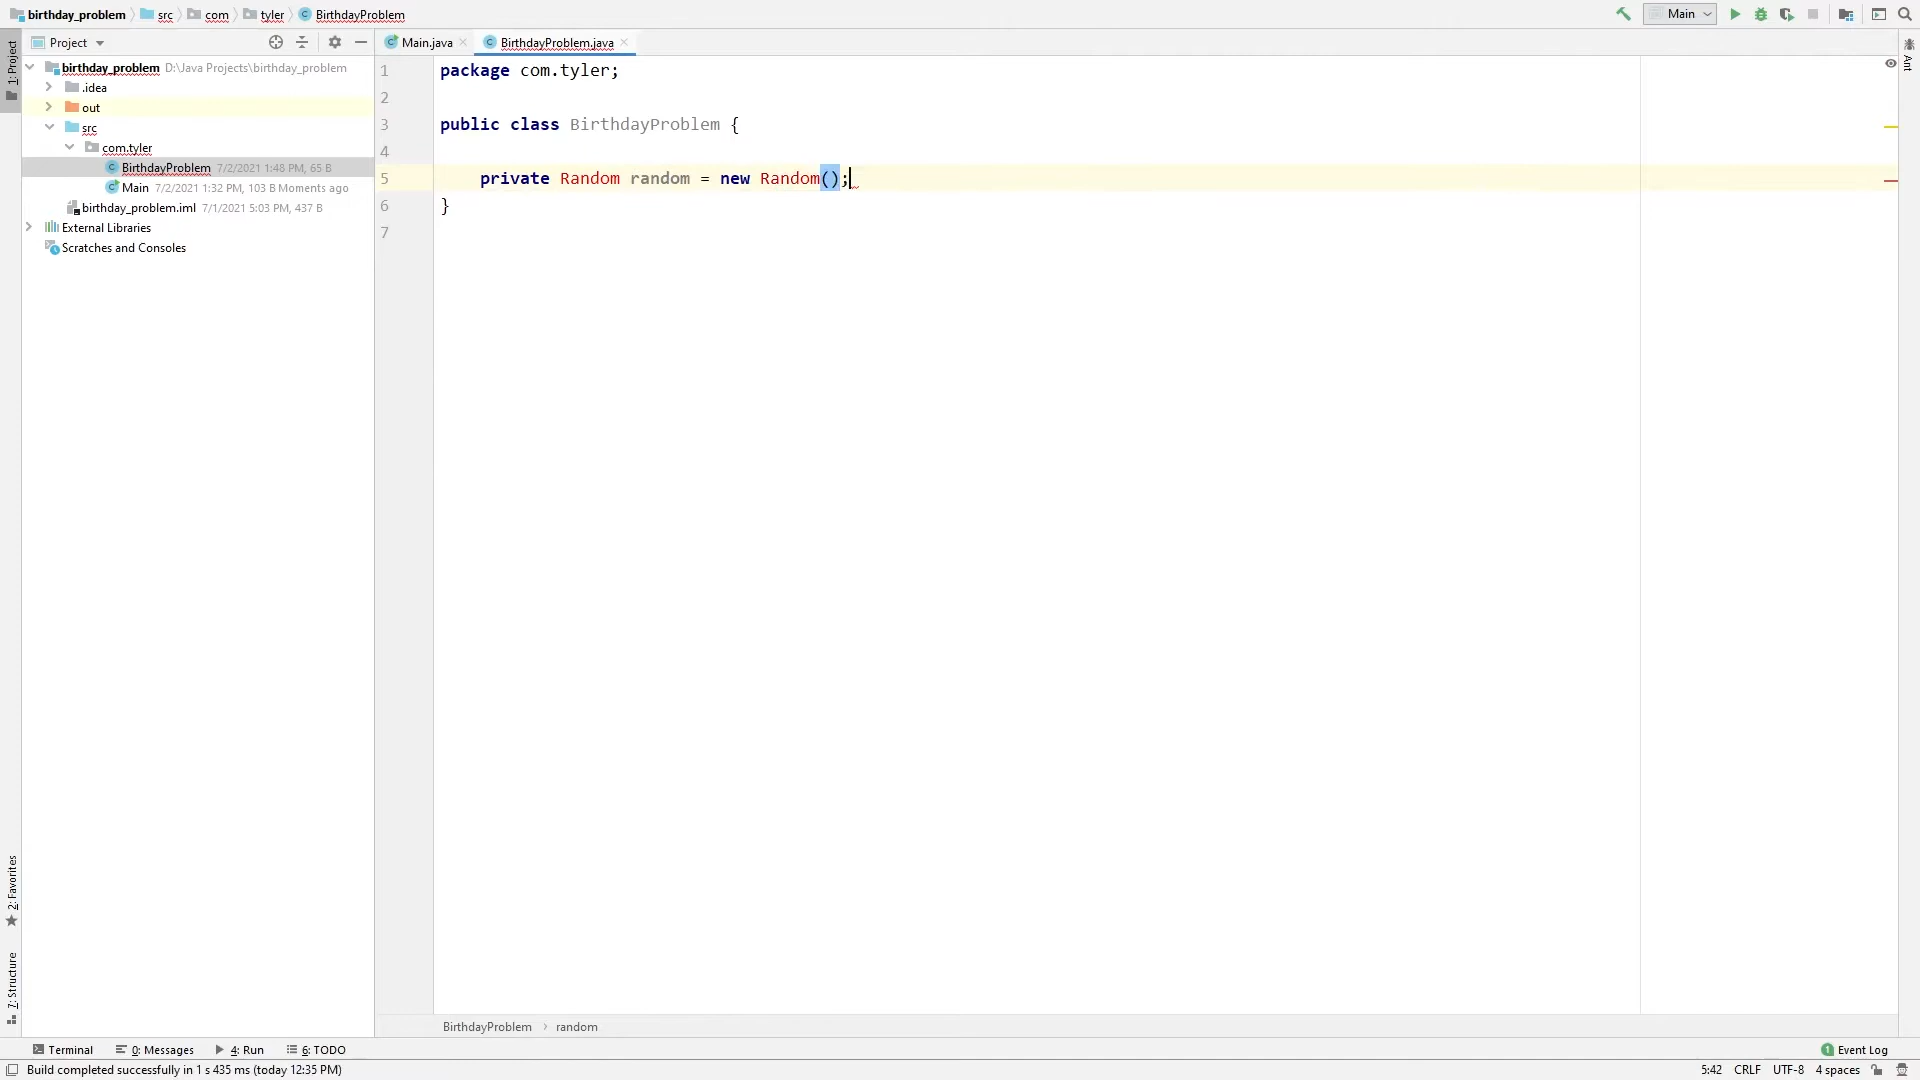 birthday_problem src com tyler BirthdayProblem Main
Project Main.java BirthdayProblem.java
1: Project
Ant
birthday_problem D:\Java Projects\birthday_problem
.idea
out
src
com.tyler
BirthdayProblem 7/2/2021 1:48 PM, 65 B
Main 7/2/2021 1:32 PM, 103 B Moments ago
birthday_problem.iml 7/1/2021 5:03 PM, 437 B
External Libraries
Scratches and Consoles
1 package com.tyler;
2
3 public class BirthdayProblem {
4
5 private Random random = new Random();
6 }
7
2: Favorites
7: Structure
BirthdayProblem › random
Terminal 0: Messages 4: Run 6: TODO 1 Event Log
Build completed successfully in 1 s 435 ms (today 12:35 PM) 5:42 CRLF UTF-8 4 spaces